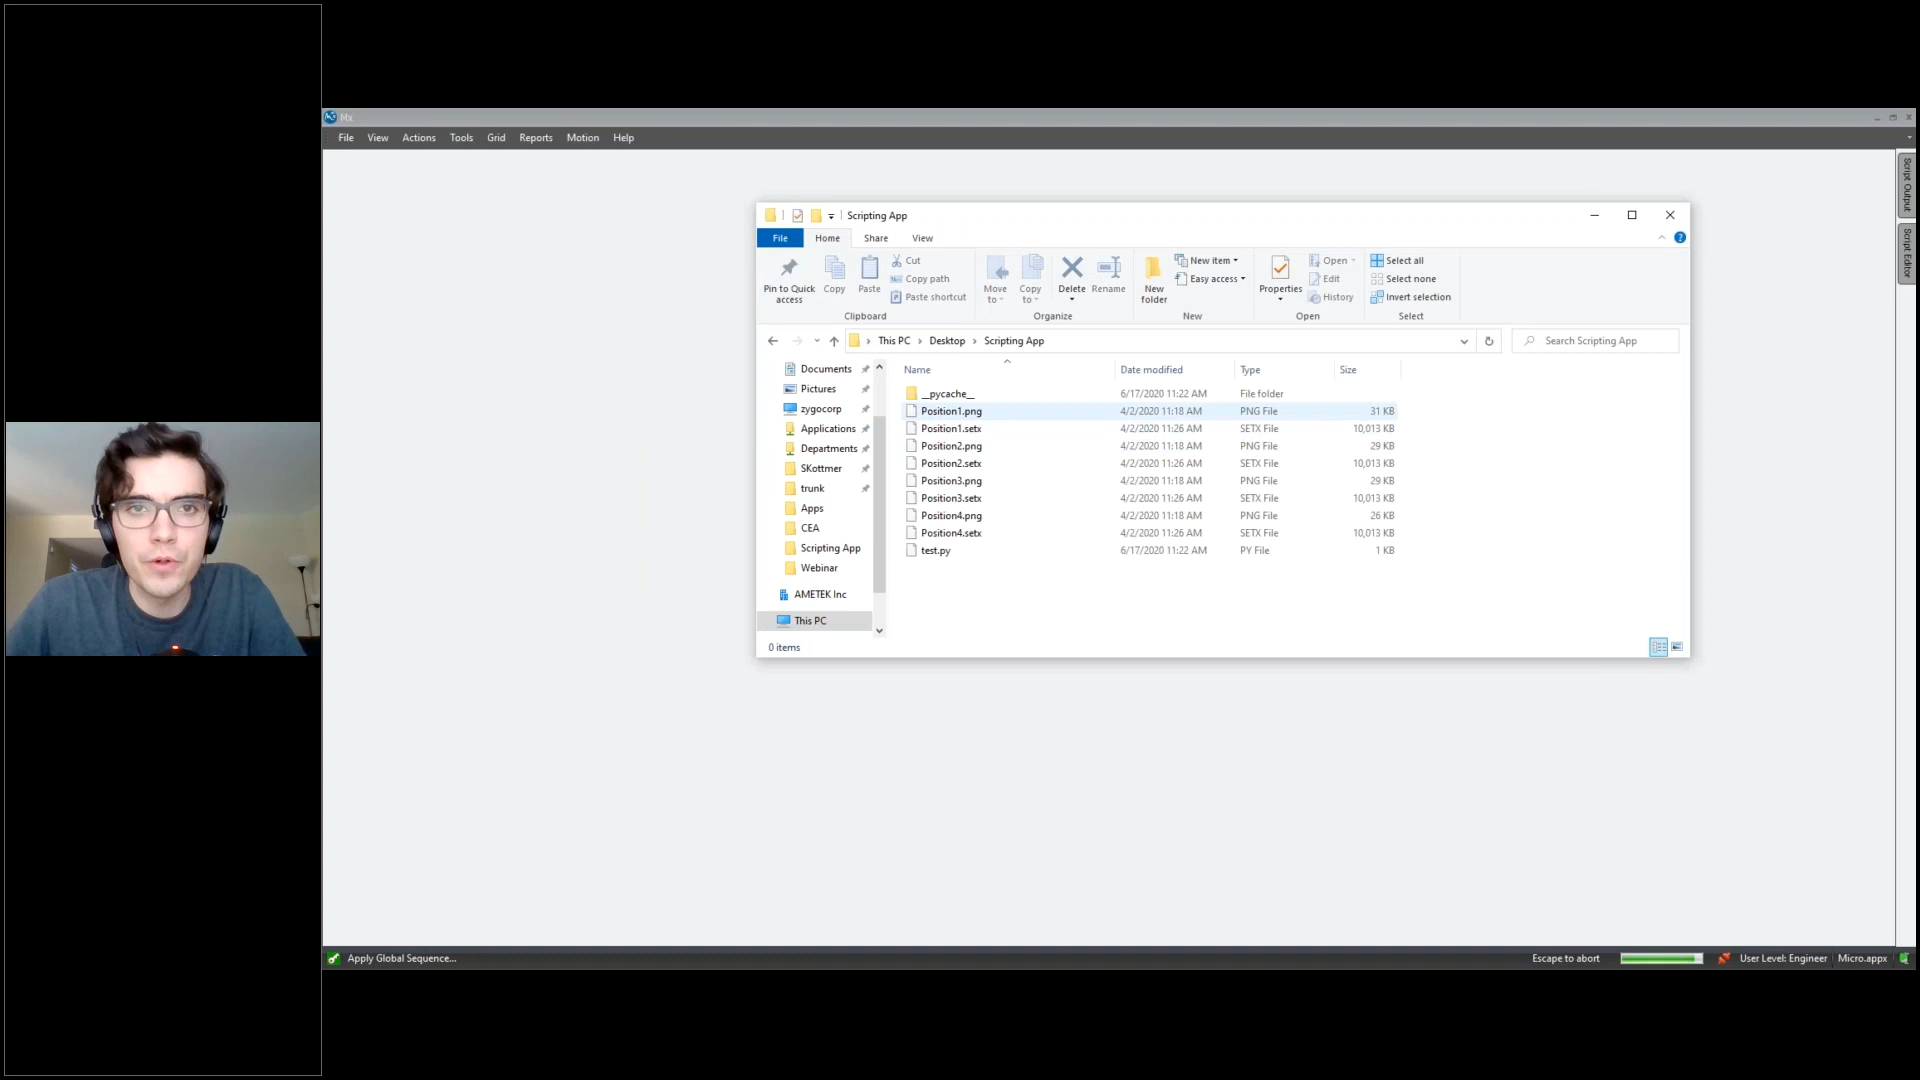 Mx
File View Actions Tools Grid Reports Motion Help
Script Output
Script Editor
Scripting App
File Home Share View
Pin to Quick access
Copy
Paste
Cut
Copy path
Paste shortcut
Clipboard
Move to
Copy to
Delete
Rename
Organize
New folder
New item
Easy access
New
Properties
Open
Edit
History
Open
Select all
Select none
Invert selection
Select
This PC > Desktop > Scripting App
Search Scripting App
Documents
Pictures
zygocorp
Applications
Departments
SKottmer
trunk
Apps
CEA
Scripting App
Webinar
AMETEK Inc
This PC
Name Date modified Type Size
__pycache__ 6/17/2020 11:22 AM File folder
Position1.png 4/2/2020 11:18 AM PNG File 31 KB
Position1.setx 4/2/2020 11:26 AM SETX File 10,013 KB
Position2.png 4/2/2020 11:18 AM PNG File 29 KB
Position2.setx 4/2/2020 11:26 AM SETX File 10,013 KB
Position3.png 4/2/2020 11:18 AM PNG File 29 KB
Position3.setx 4/2/2020 11:26 AM SETX File 10,013 KB
Position4.png 4/2/2020 11:18 AM PNG File 26 KB
Position4.setx 4/2/2020 11:26 AM SETX File 10,013 KB
test.py 6/17/2020 11:22 AM PY File 1 KB
0 items
Apply Global Sequence... Escape to abort User Level: Engineer Micro.appx